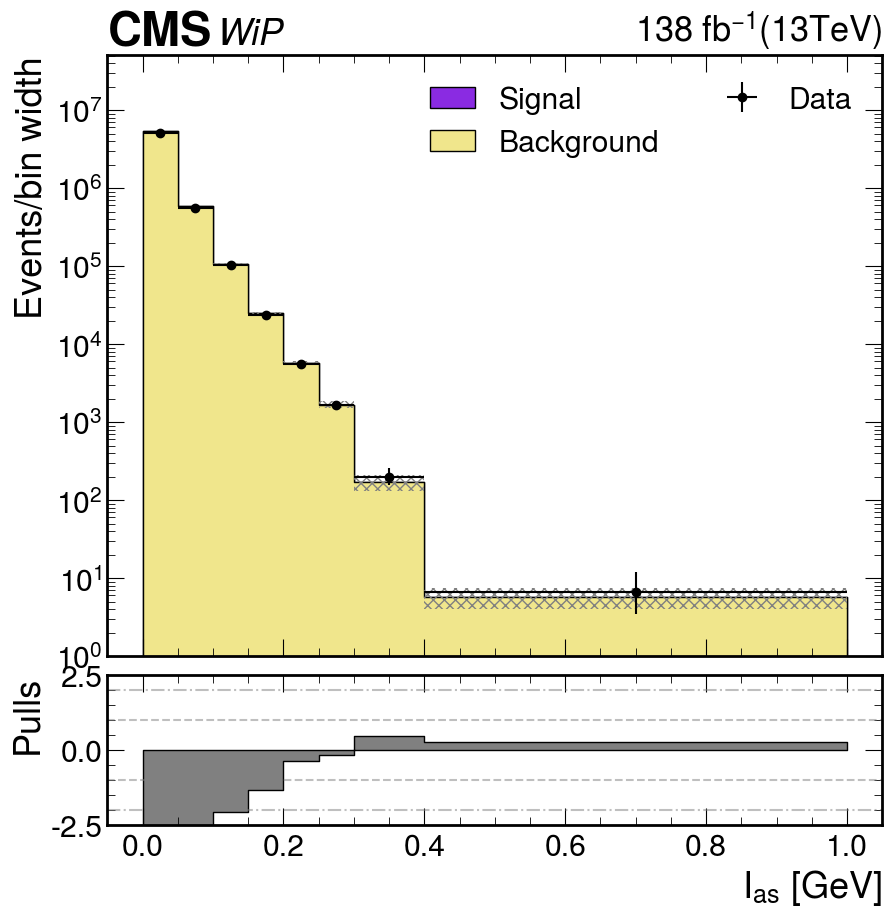 CMS WiP 138 fb⁻¹(13TeV)
Events/bin width
Signal
Background
Data
10⁷
10⁶
10⁵
10⁴
10³
10²
10¹
10⁰
Pulls
2.5
0.0
-2.5
0.0 0.2 0.4 0.6 0.8 1.0
I_as [GeV]